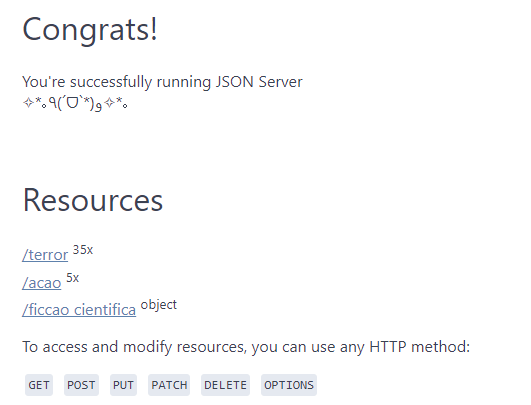 Congrats!
You're successfully running JSON Server
✧*｡٩(ˊᗜˋ*)و✧*｡
Resources
/terror 35x
/acao 5x
/ficcao cientifica object
To access and modify resources, you can use any HTTP method:
GET POST PUT PATCH DELETE OPTIONS